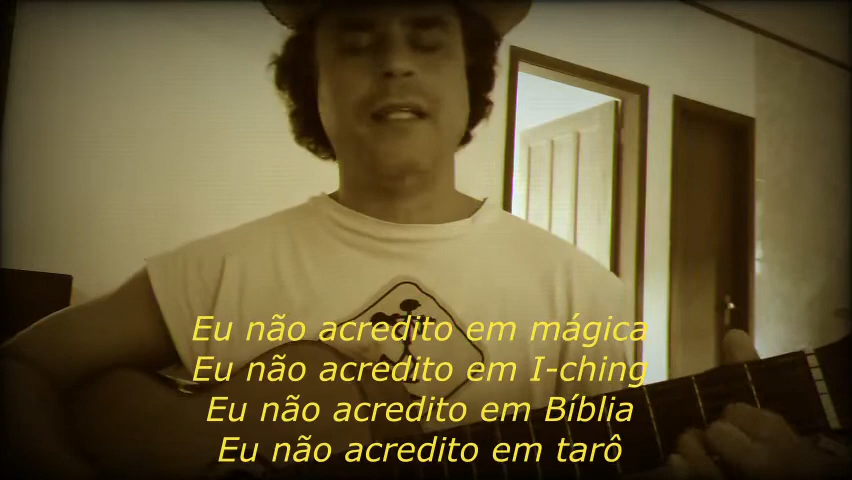 Eu não acredito em mágica
Eu não acredito em I-ching
Eu não acredito em Bíblia
Eu não acredito em tarô